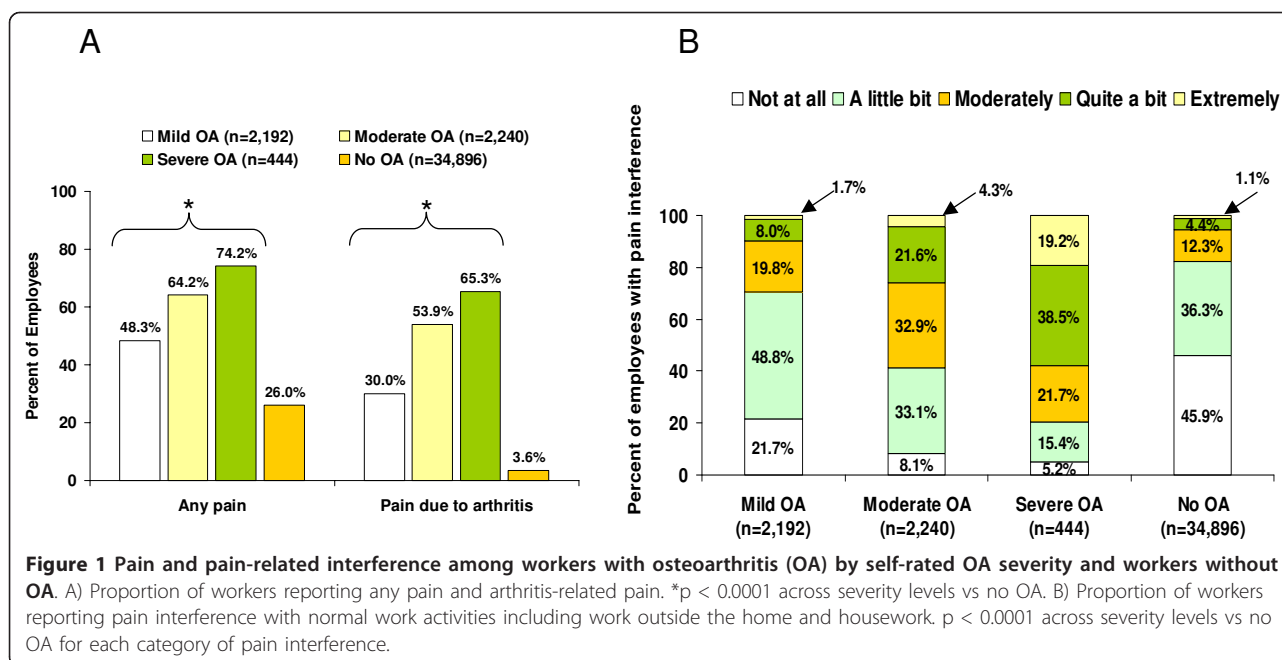 A
Mild OA (n=2,192) Moderate OA (n=2,240)
Severe OA (n=444) No OA (n=34,896)
Percent of Employees
100
80
60
40
20
0
*
*
48.3%
64.2%
74.2%
26.0%
30.0%
53.9%
65.3%
3.6%
Any pain
Pain due to arthritis
B
Not at all A little bit Moderately Quite a bit Extremely
Percent of employees with pain interference
100
80
60
40
20
0
1.7%
8.0%
19.8%
48.8%
21.7%
4.3%
21.6%
32.9%
33.1%
8.1%
19.2%
38.5%
21.7%
15.4%
5.2%
1.1%
4.4%
12.3%
36.3%
45.9%
Mild OA
(n=2,192)
Moderate OA
(n=2,240)
Severe OA
(n=444)
No OA
(n=34,896)
Figure 1 Pain and pain-related interference among workers with osteoarthritis (OA) by self-rated OA severity and workers without
OA. A) Proportion of workers reporting any pain and arthritis-related pain. *p < 0.0001 across severity levels vs no OA. B) Proportion of workers
reporting pain interference with normal work activities including work outside the home and housework. p < 0.0001 across severity levels vs no
OA for each category of pain interference.